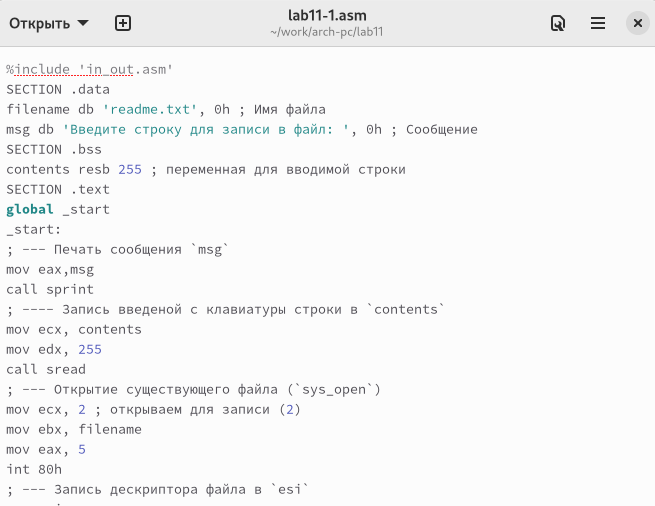 Открыть
lab11-1.asm
~/work/arch-pc/lab11
%include 'in_out.asm'
SECTION .data
filename db 'readme.txt', 0h ; Имя файла
msg db 'Введите строку для записи в файл: ', 0h ; Сообщение
SECTION .bss
contents resb 255 ; переменная для вводимой строки
SECTION .text
global _start
_start:
; --- Печать сообщения `msg`
mov eax,msg
call sprint
; ---- Запись введеной с клавиатуры строки в `contents`
mov ecx, contents
mov edx, 255
call sread
; --- Открытие существующего файла (`sys_open`)
mov ecx, 2 ; открываем для записи (2)
mov ebx, filename
mov eax, 5
int 80h
; --- Запись дескриптора файла в `esi`